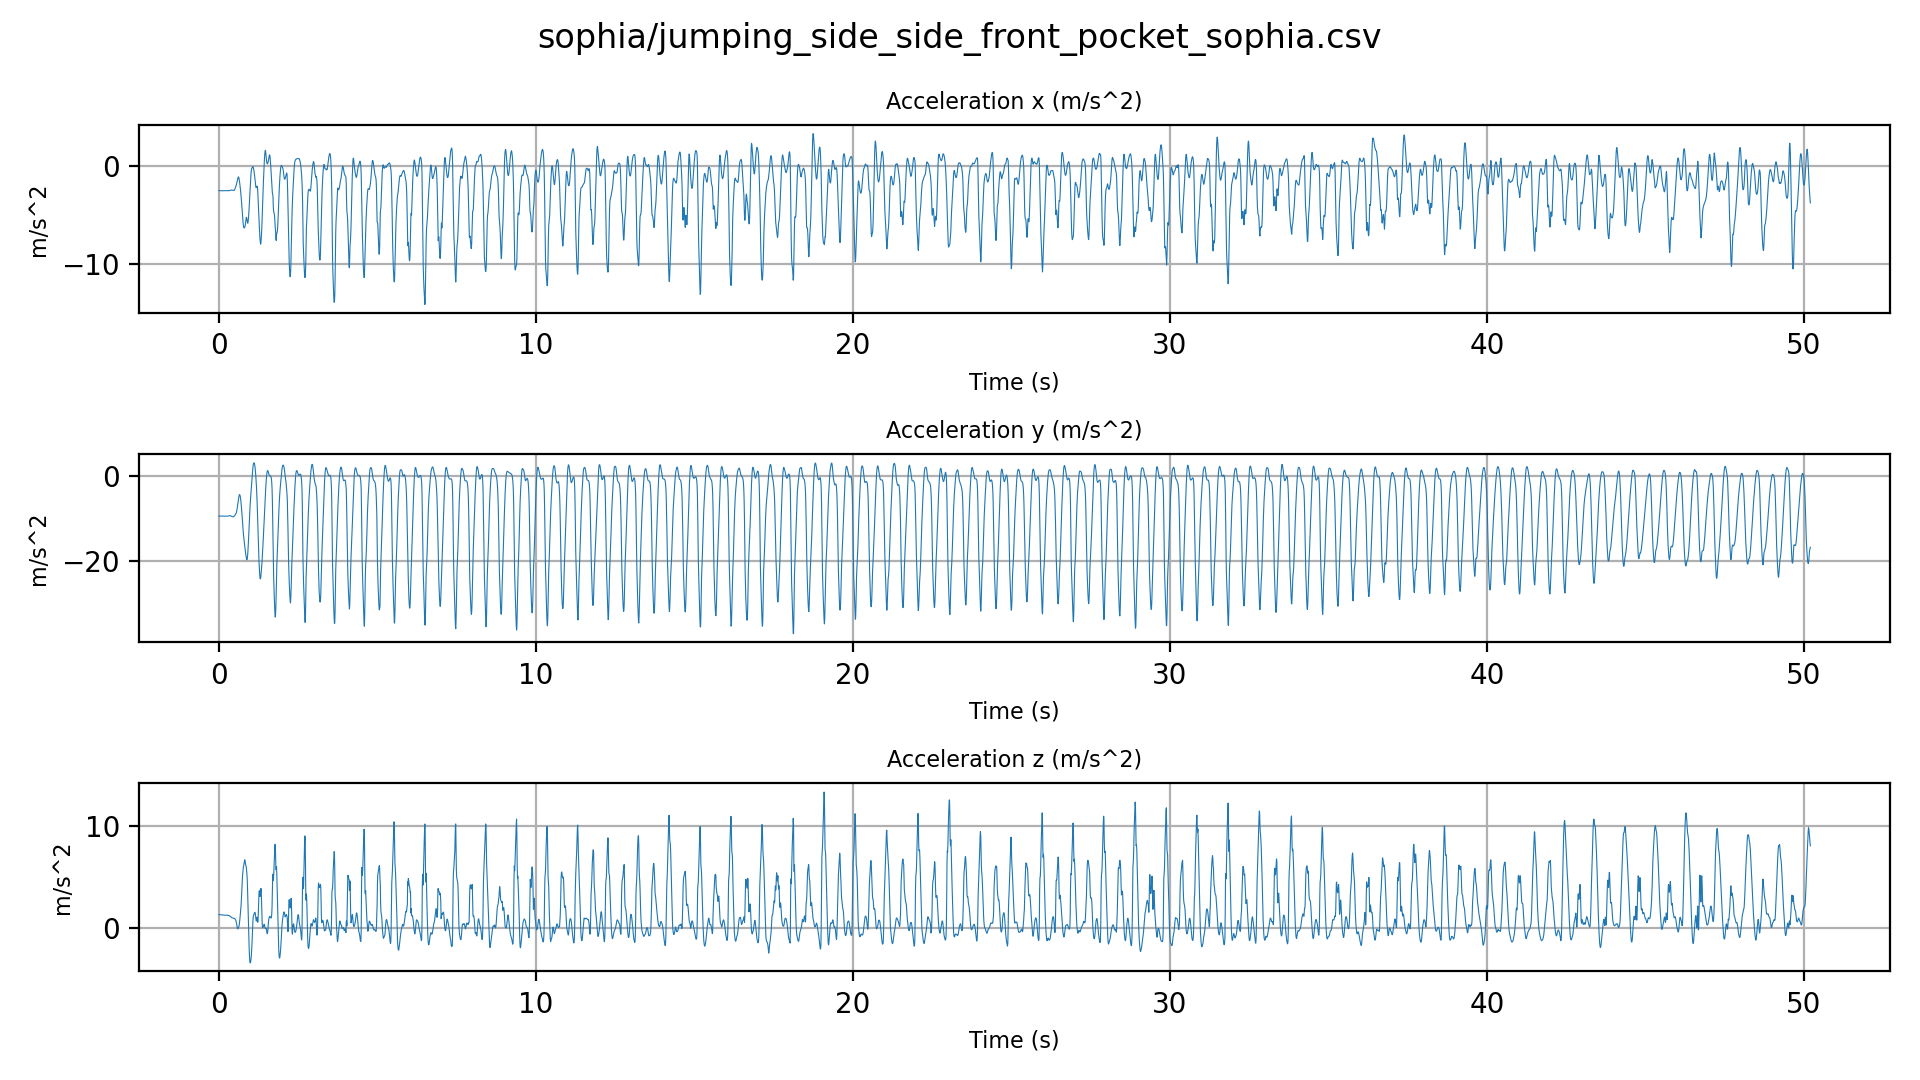 sophia/jumping_side_side_front_pocket_sophia.csv
Acceleration x (m/s^2)
m/s^2
0
−10
0 10 20 30 40 50
Time (s)
Acceleration y (m/s^2)
m/s^2
0
−20
0 10 20 30 40 50
Time (s)
Acceleration z (m/s^2)
m/s^2
10
0
0 10 20 30 40 50
Time (s)